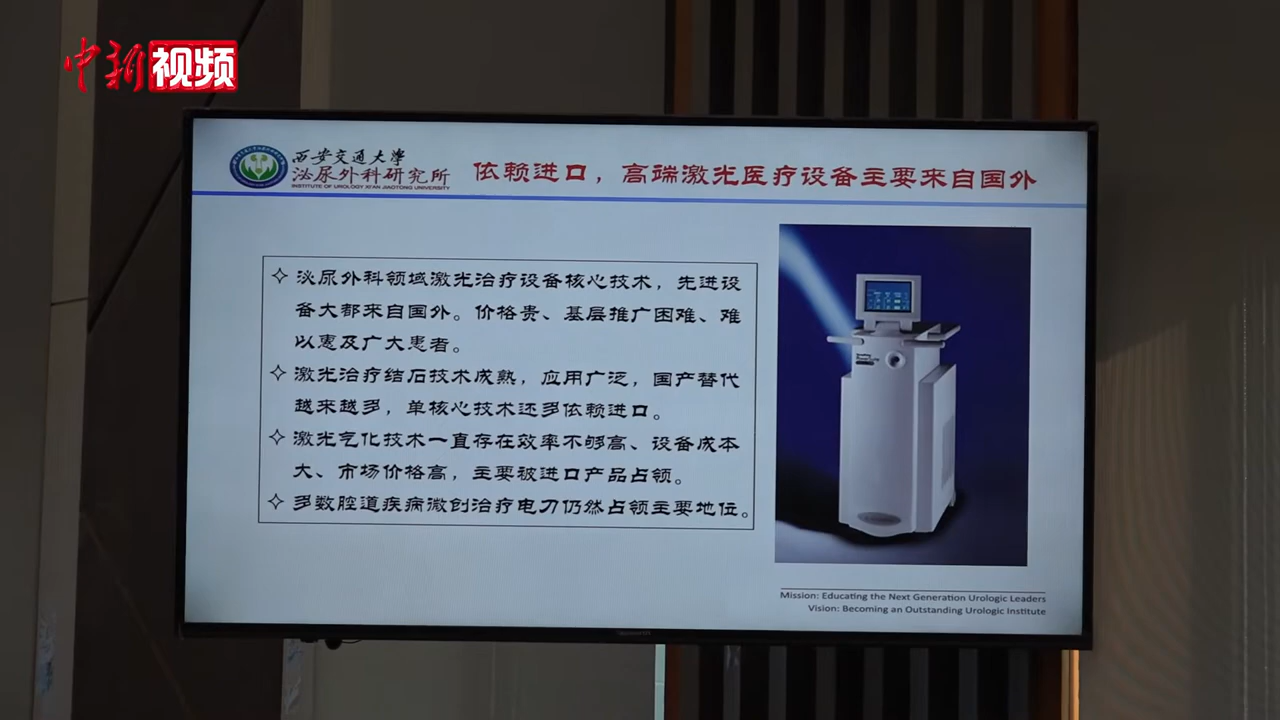 中新视频
西安交通大学
泌尿外科研究所
INSTITUTE OF UROLOGY XI'AN JIAOTONG UNIVERSITY
依赖进口，高端激光医疗设备主要来自国外
✧ 泌尿外科领域激光治疗设备核心技术，先进设
备大都来自国外。价格贵、基层推广困难、难
以惠及广大患者。
✧ 激光治疗结石技术成熟，应用广泛，国产替代
越来越多，单核心技术还多依赖进口。
✧ 激光气化技术一直存在效率不够高、设备成本
大、市场价格高，主要被进口产品占领。
✧ 多数腔道疾病微创治疗电刀仍然占领主要地位。
Mission: Educating the Next Generation Urologic Leaders
Vision: Becoming an Outstanding Urologic Institute